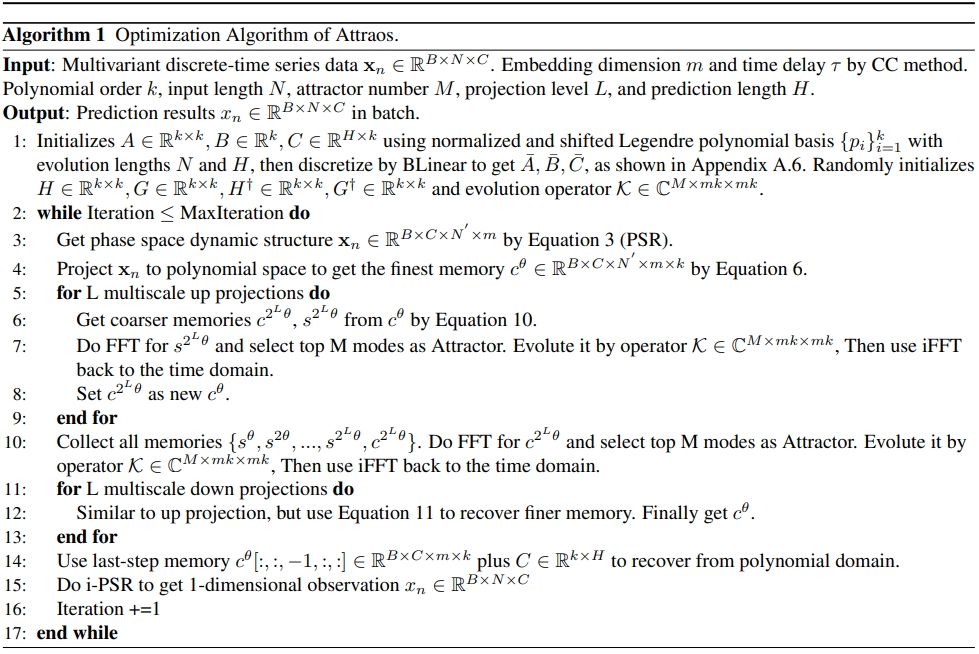 Algorithm 1 Optimization Algorithm of Attraos.
Input: Multivariant discrete-time series data $\mathbf{x}_n \in \mathbb{R}^{B \times N \times C}$. Embedding dimension $m$ and time delay $\tau$ by CC method.
Polynomial order $k$, input length $N$, attractor number $M$, projection level $L$, and prediction length $H$.
Output: Prediction results $x_n \in \mathbb{R}^{B \times N \times C}$ in batch.
1: Initializes $A \in \mathbb{R}^{k \times k}, B \in \mathbb{R}^k, C \in \mathbb{R}^{H \times k}$ using normalized and shifted Legendre polynomial basis $\{p_i\}_{i=1}^k$ with
evolution lengths $N$ and $H$, then discretize by BLinear to get $\bar{A}, \bar{B}, \bar{C}$, as shown in Appendix A.6. Randomly initializes
$H \in \mathbb{R}^{k \times k}, G \in \mathbb{R}^{k \times k}, H^\dagger \in \mathbb{R}^{k \times k}, G^\dagger \in \mathbb{R}^{k \times k}$ and evolution operator $\mathcal{K} \in \mathbb{C}^{M \times mk \times mk}$.
2: while Iteration $\leq$ MaxIteration do
3: Get phase space dynamic structure $\mathbf{x}_n \in \mathbb{R}^{B \times C \times N' \times m}$ by Equation 3 (PSR).
4: Project $\mathbf{x}_n$ to polynomial space to get the finest memory $c^\theta \in \mathbb{R}^{B \times C \times N' \times m \times k}$ by Equation 6.
5: for L multiscale up projections do
6: Get coarser memories $c^{2^L\theta}, s^{2^L\theta}$ from $c^\theta$ by Equation 10.
7: Do FFT for $s^{2^L\theta}$ and select top M modes as Attractor. Evolute it by operator $\mathcal{K} \in \mathbb{C}^{M \times mk \times mk}$, Then use iFFT
back to the time domain.
8: Set $c^{2^L\theta}$ as new $c^\theta$.
9: end for
10: Collect all memories $\{s^\theta, s^{2\theta}, ..., s^{2^L\theta}, c^{2^L\theta}\}$. Do FFT for $c^{2^L\theta}$ and select top M modes as Attractor. Evolute it by
operator $\mathcal{K} \in \mathbb{C}^{M \times mk \times mk}$, Then use iFFT back to the time domain.
11: for L multiscale down projections do
12: Similar to up projection, but use Equation 11 to recover finer memory. Finally get $c^\theta$.
13: end for
14: Use last-step memory $c^\theta[:, :, -1, :, :] \in \mathbb{R}^{B \times C \times m \times k}$ plus $C \in \mathbb{R}^{k \times H}$ to recover from polynomial domain.
15: Do i-PSR to get 1-dimensional observation $x_n \in \mathbb{R}^{B \times N \times C}$
16: Iteration +=1
17: end while